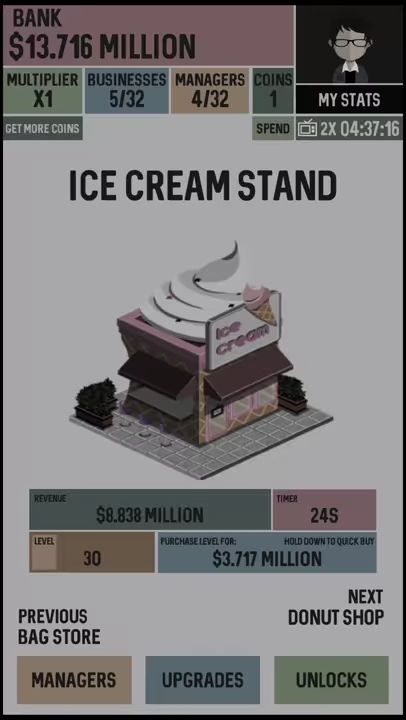 BANK
$13.716 MILLION
MULTIPLIER
X1
BUSINESSES
5/32
MANAGERS
4/32
COINS
1
MY STATS
GET MORE COINS
SPEND
2X 04:37:16
ICE CREAM STAND
ice
cream
REVENUE
$8.838 MILLION
TIMER
24S
LEVEL
30
PURCHASE LEVEL FOR:
HOLD DOWN TO QUICK BUY
$3.717 MILLION
PREVIOUS
BAG STORE
NEXT
DONUT SHOP
MANAGERS
UPGRADES
UNLOCKS